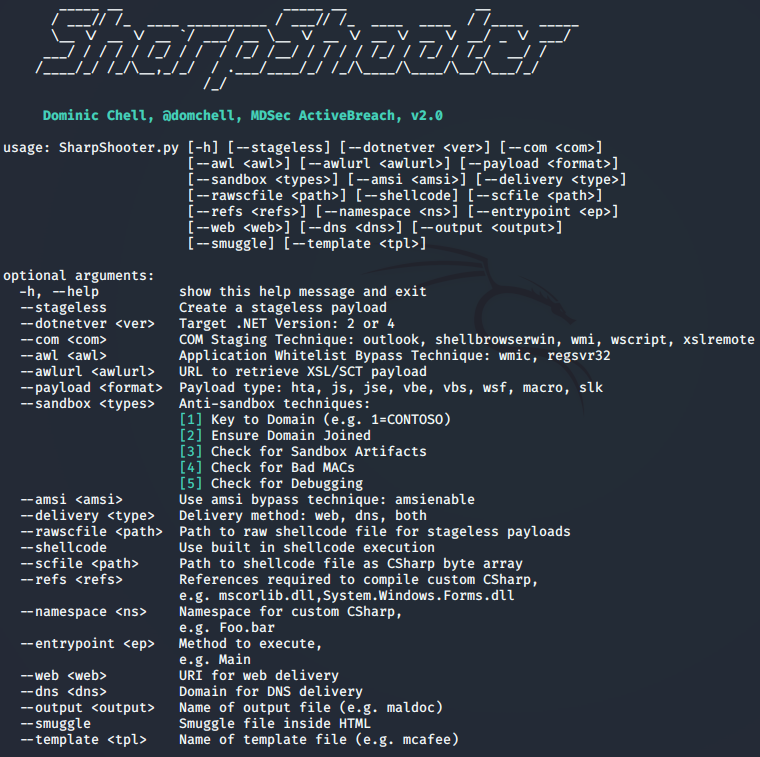 SharpShooter
Dominic Chell, @domchell, MDSec ActiveBreach, v2.0
usage: SharpShooter.py [-h] [--stageless] [--dotnetver <ver>] [--com <com>]
[--awl <awl>] [--awlurl <awlurl>] [--payload <format>]
[--sandbox <types>] [--amsi <amsi>] [--delivery <type>]
[--rawscfile <path>] [--shellcode] [--scfile <path>]
[--refs <refs>] [--namespace <ns>] [--entrypoint <ep>]
[--web <web>] [--dns <dns>] [--output <output>]
[--smuggle] [--template <tpl>]
optional arguments:
-h, --help show this help message and exit
--stageless Create a stageless payload
--dotnetver <ver> Target .NET Version: 2 or 4
--com <com> COM Staging Technique: outlook, shellbrowserwin, wmi, wscript, xslremote
--awl <awl> Application Whitelist Bypass Technique: wmic, regsvr32
--awlurl <awlurl> URL to retrieve XSL/SCT payload
--payload <format> Payload type: hta, js, jse, vbe, vbs, wsf, macro, slk
--sandbox <types> Anti-sandbox techniques:
[1] Key to Domain (e.g. 1=CONTOSO)
[2] Ensure Domain Joined
[3] Check for Sandbox Artifacts
[4] Check for Bad MACs
[5] Check for Debugging
--amsi <amsi> Use amsi bypass technique: amsienable
--delivery <type> Delivery method: web, dns, both
--rawscfile <path> Path to raw shellcode file for stageless payloads
--shellcode Use built in shellcode execution
--scfile <path> Path to shellcode file as CSharp byte array
--refs <refs> References required to compile custom CSharp,
e.g. mscorlib.dll,System.Windows.Forms.dll
--namespace <ns> Namespace for custom CSharp,
e.g. Foo.bar
--entrypoint <ep> Method to execute,
e.g. Main
--web <web> URI for web delivery
--dns <dns> Domain for DNS delivery
--output <output> Name of output file (e.g. maldoc)
--smuggle Smuggle file inside HTML
--template <tpl> Name of template file (e.g. mcafee)